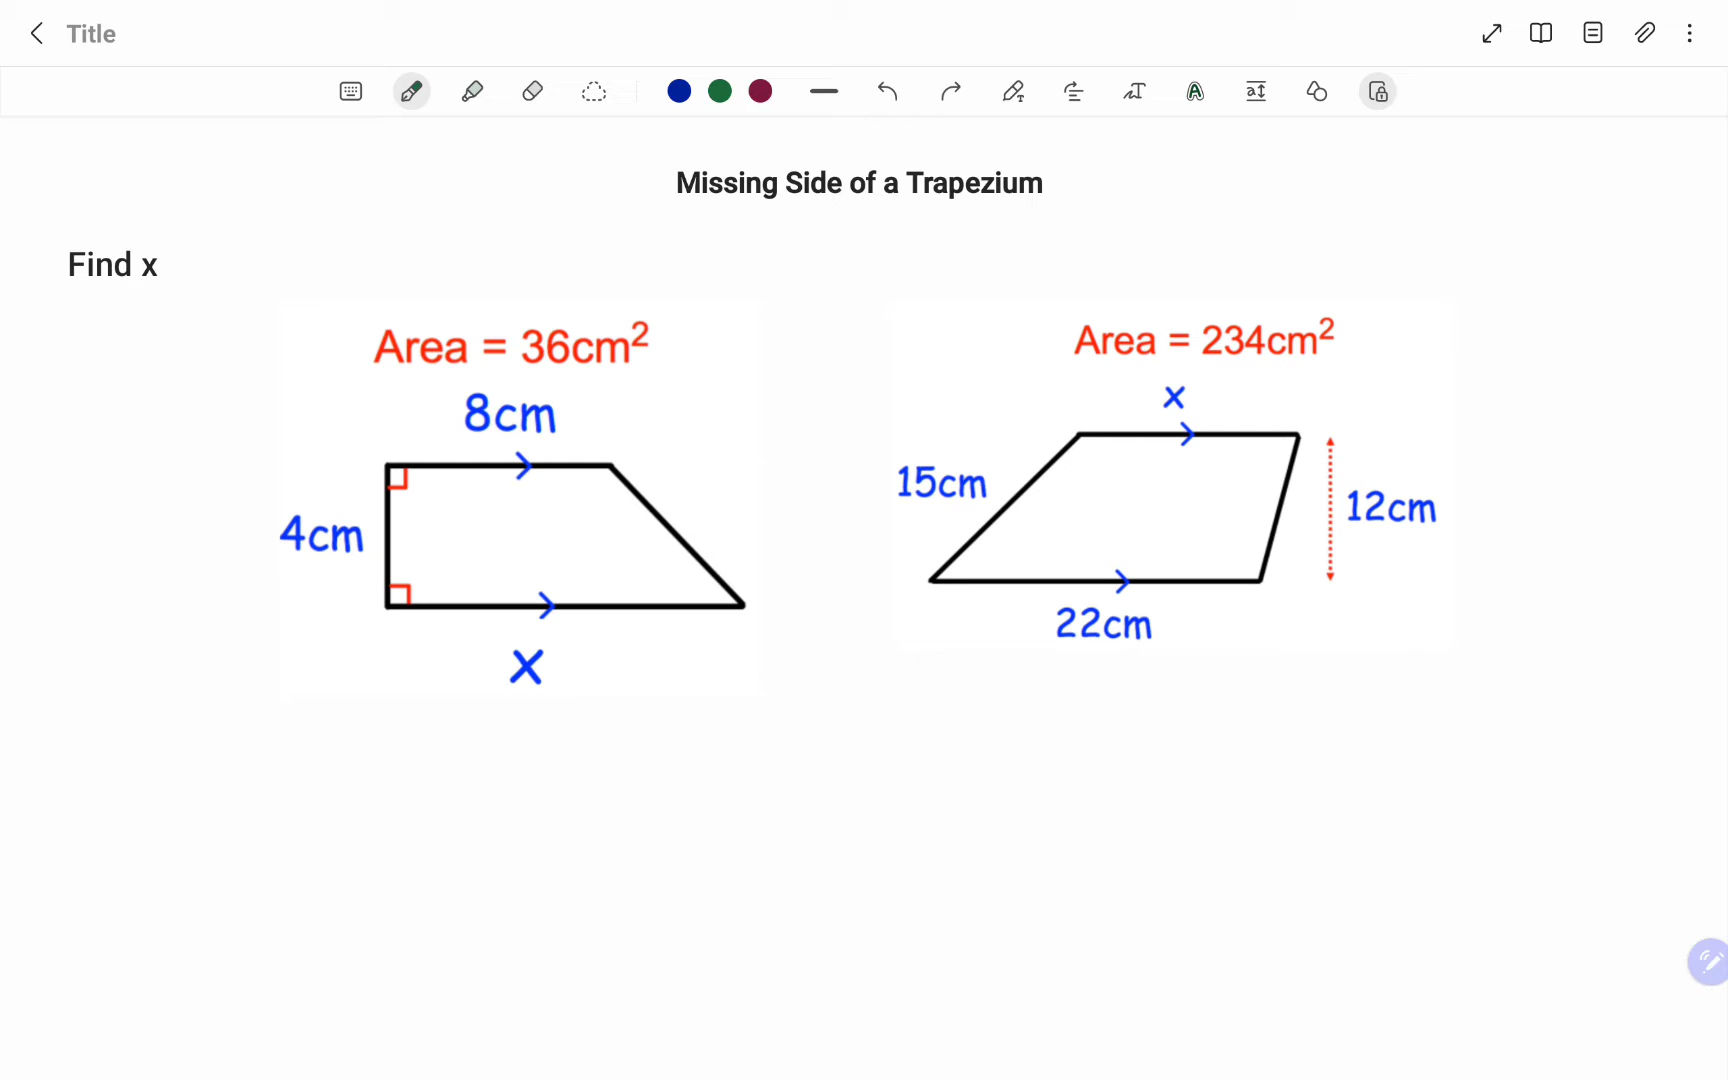 Title
Missing Side of a Trapezium
Find x
Area = 36cm²
8cm
4cm
x
Area = 234cm²
x
15cm
12cm
22cm